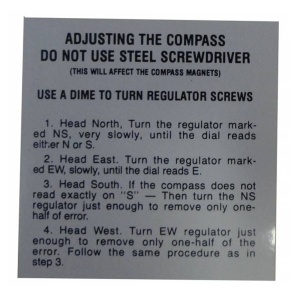 ADJUSTING THE COMPASS
DO NOT USE STEEL SCREWDRIVER
(THIS WILL AFFECT THE COMPASS MAGNETS)
USE A DIME TO TURN REGULATOR SCREWS
1. Head North, Turn the regulator mark-
ed NS, very slowly, until the dial reads
either N or S.
2. Head East. Turn the regulator mark-
ed EW, slowly, until the dial reads E.
3. Head South. If the compass does not
read exactly on "S" — Then turn the NS
regulator just enough to remove only one-
half of error.
4. Head West. Turn EW regulator just
enough to remove only one-half of the
error. Follow the same procedure as in
step 3.